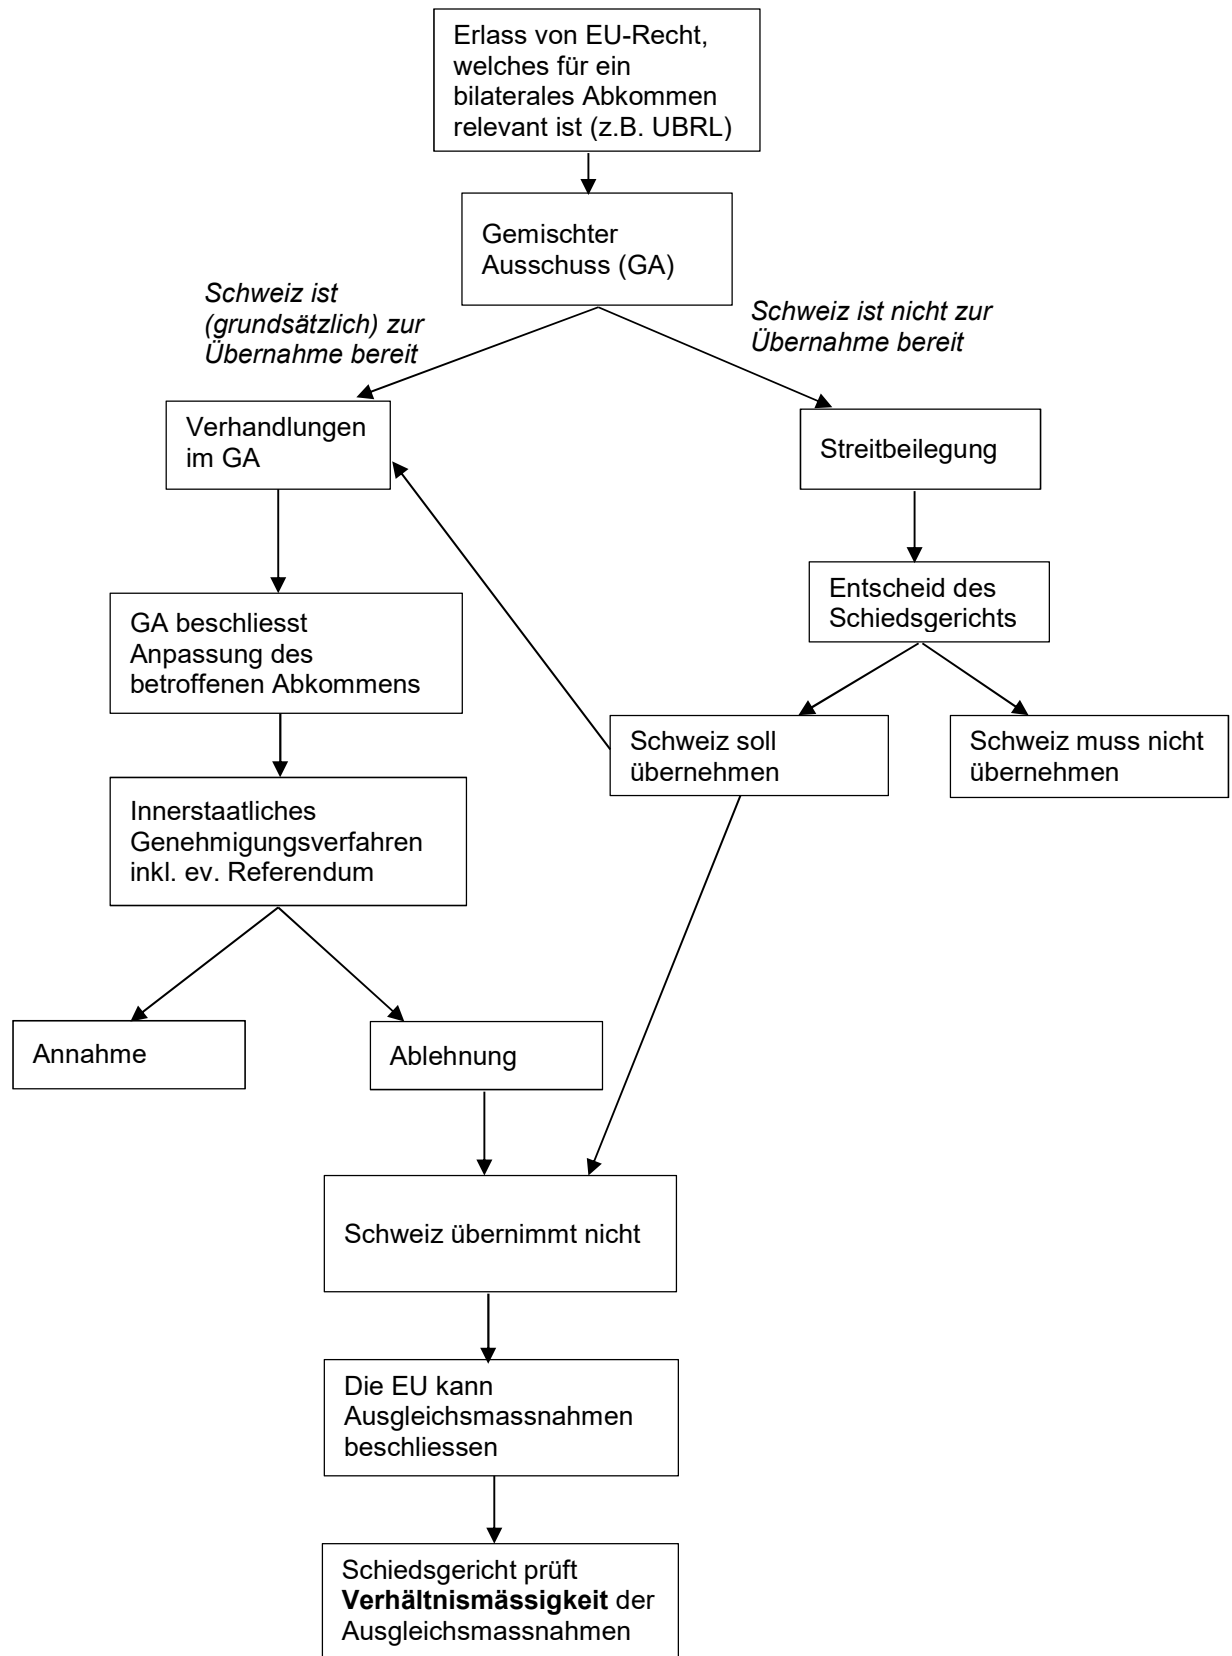 Erlass von EU-Recht,
welches für ein
bilaterales Abkommen
relevant ist (z.B. UBRL)
Gemischter
Ausschuss (GA)
Schweiz ist
(grundsätzlich) zur
Übernahme bereit
Schweiz ist nicht zur
Übernahme bereit
Verhandlungen
im GA
Streitbeilegung
Entscheid des
Schiedsgerichts
GA beschliesst
Anpassung des
betroffenen Abkommens
Schweiz soll
übernehmen
Schweiz muss nicht
übernehmen
Innerstaatliches
Genehmigungsverfahren
inkl. ev. Referendum
Annahme
Ablehnung
Schweiz übernimmt nicht
Die EU kann
Ausgleichsmassnahmen
beschliessen
Schiedsgericht prüft
Verhältnismässigkeit der
Ausgleichsmassnahmen